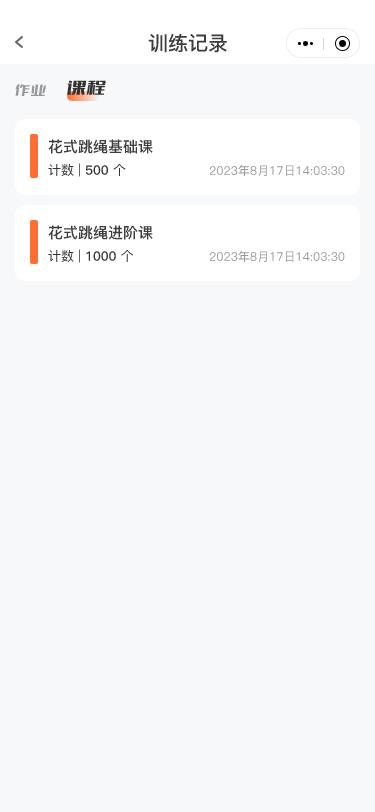 训练记录
作业 课程
花式跳绳基础课
计数 | 500 个 2023年8月17日14:03:30
花式跳绳进阶课
计数 | 1000 个 2023年8月17日14:03:30